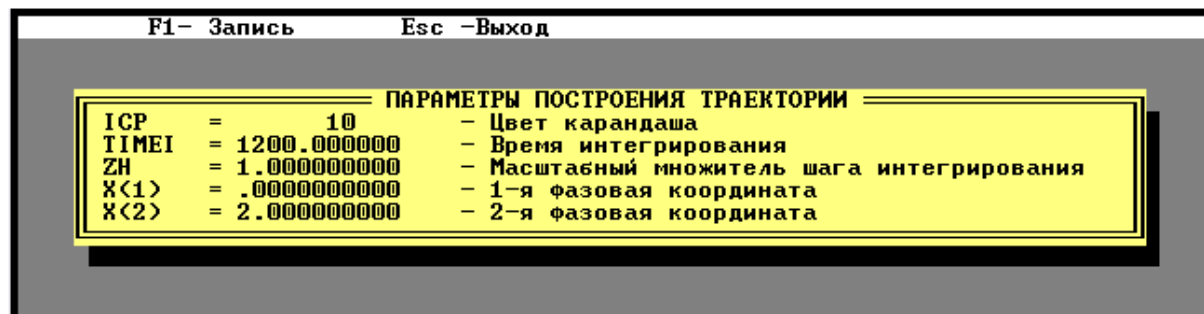 F1- Запись Esc -Выход
ПАРАМЕТРЫ ПОСТРОЕНИЯ ТРАЕКТОРИИ
ICP = 10 - Цвет карандаша
TIMEI = 1200.000000 - Время интегрирования
ZH = 1.000000000 - Масштабный множитель шага интегрирования
X(1) = .0000000000 - 1-я фазовая координата
X(2) = 2.000000000 - 2-я фазовая координата